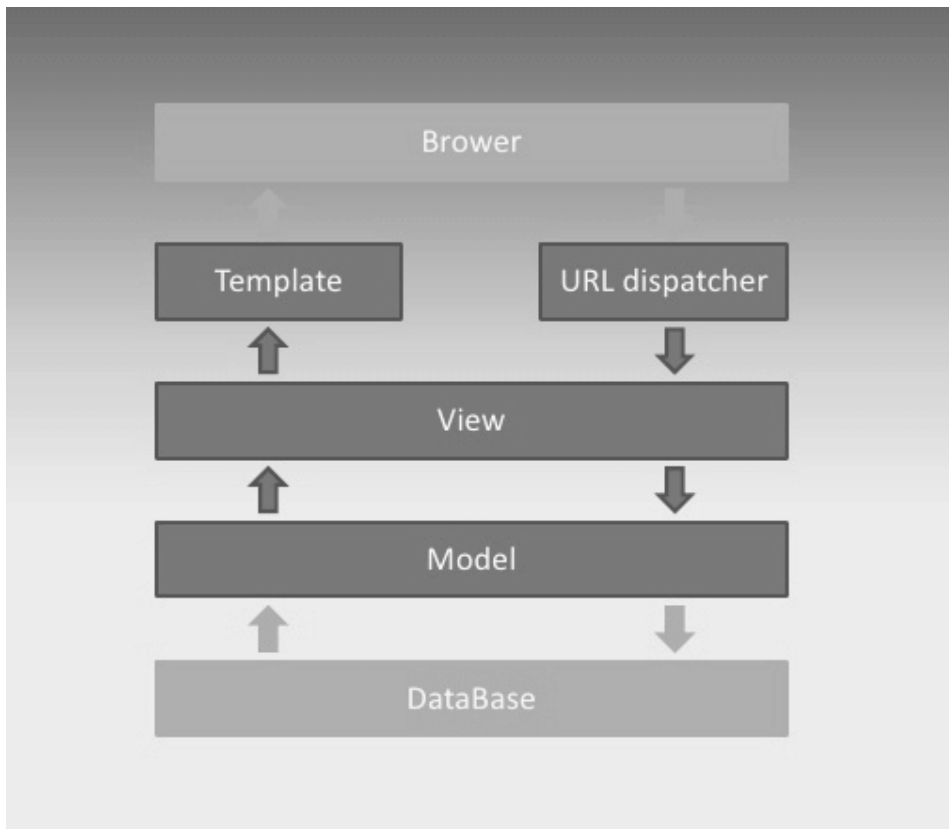 Brower
Template
URL dispatcher
View
Model
DataBase